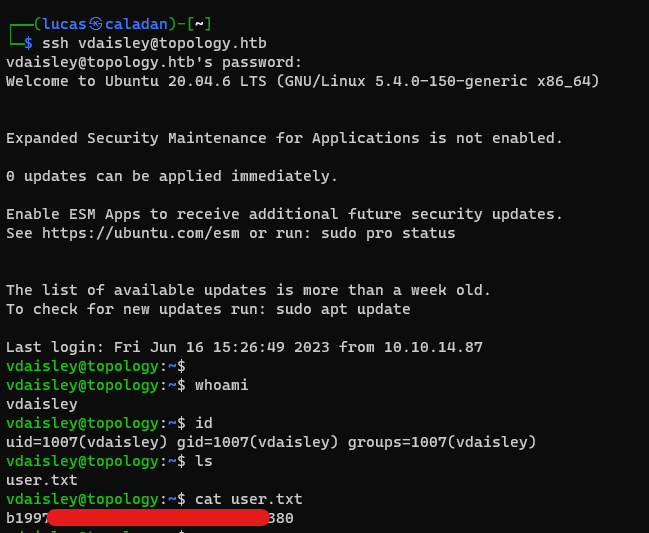 (lucas㉿caladan)-[~]
$ ssh vdaisley@topology.htb
vdaisley@topology.htb's password:
Welcome to Ubuntu 20.04.6 LTS (GNU/Linux 5.4.0-150-generic x86_64)
Expanded Security Maintenance for Applications is not enabled.
0 updates can be applied immediately.
Enable ESM Apps to receive additional future security updates.
See https://ubuntu.com/esm or run: sudo pro status
The list of available updates is more than a week old.
To check for new updates run: sudo apt update
Last login: Fri Jun 16 15:26:49 2023 from 10.10.14.87
vdaisley@topology:~$
vdaisley@topology:~$ whoami
vdaisley
vdaisley@topology:~$ id
uid=1007(vdaisley) gid=1007(vdaisley) groups=1007(vdaisley)
vdaisley@topology:~$ ls
user.txt
vdaisley@topology:~$ cat user.txt
b1997 380